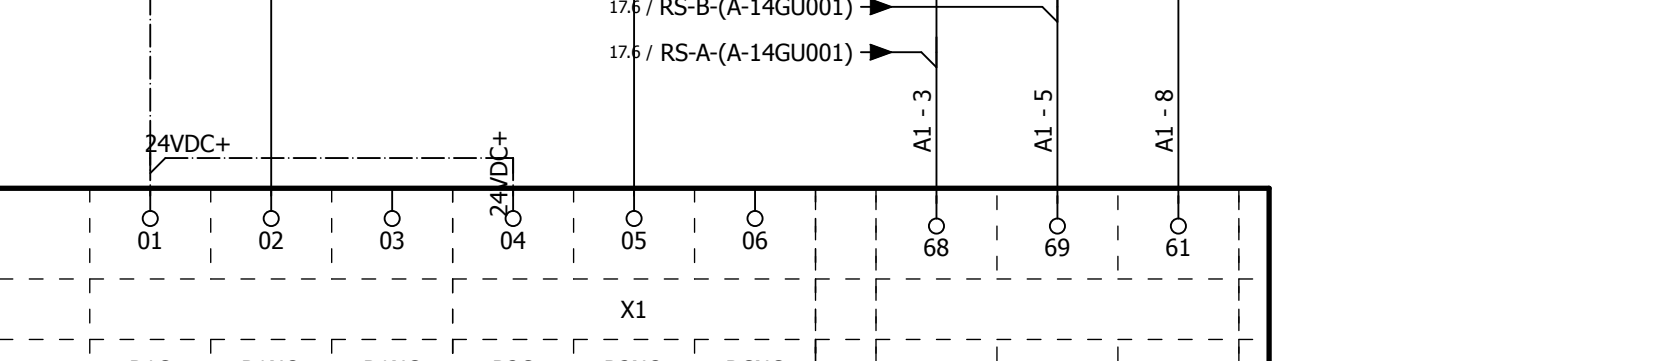 17.6 / RS-B-(A-14GU001)
17.6 / RS-A-(A-14GU001)
A1 - 3
A1 - 5
A1 - 8
24VDC+
24VDC+
01 02 03 04 05 06 68 69 61
X1